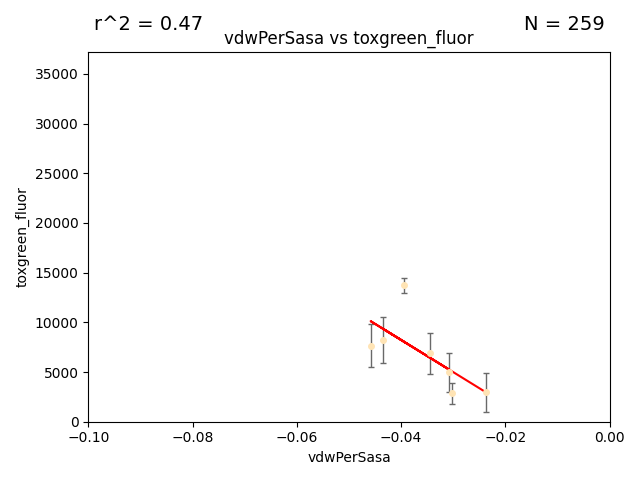 r^2 = 0.47
N = 259
vdwPerSasa vs toxgreen_fluor
35000
30000
25000
20000
15000
10000
5000
0
toxgreen_fluor
−0.10
−0.08
−0.06
−0.04
−0.02
0.00
vdwPerSasa